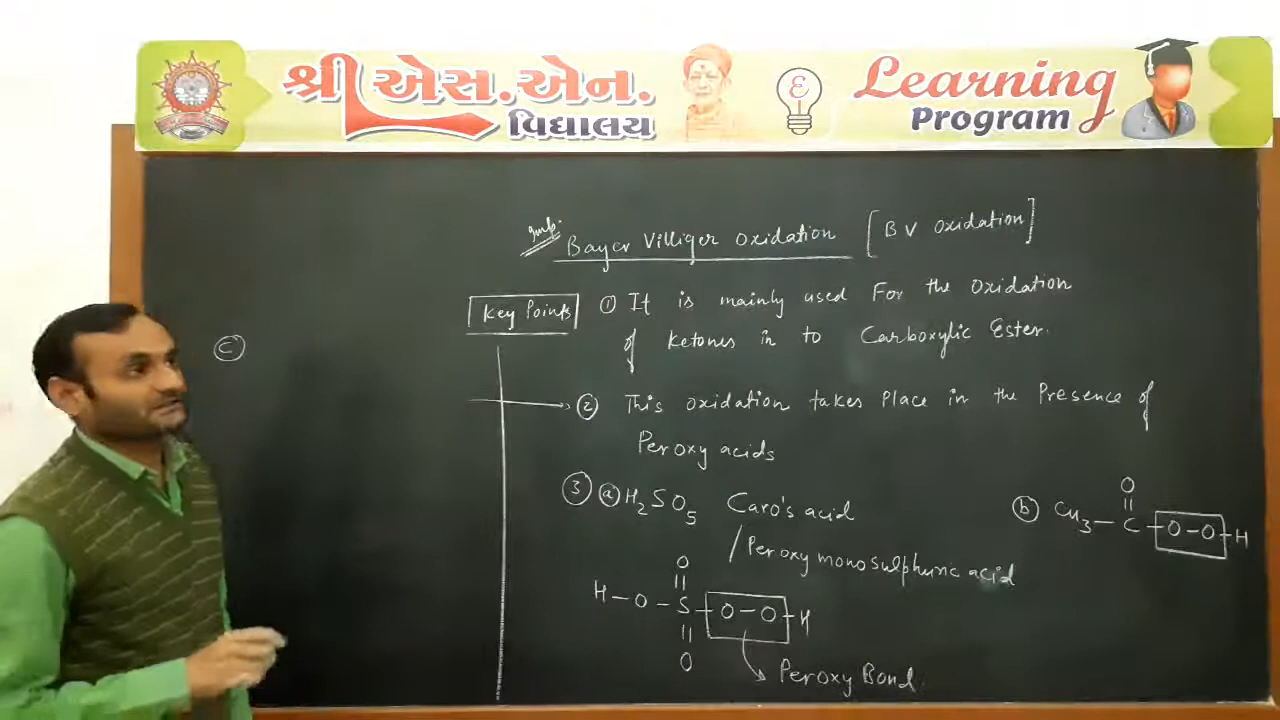 શ્રી એસ.એન.
વિદ્યાલય
Learning
Program
Imp.
Bayer Villiger Oxidation [BV Oxidation]
Key Points
① It is mainly used For the Oxidation
of Ketones in to Carboxylic Ester.
② This oxidation takes Place in the Presence of
Peroxy acids
③ ⓐ H2SO5 Caro's acid
/Peroxy monosulphuric acid
O
||
H–O–S–O–O–H
||
O
Peroxy Bond.
ⓑ
O
||
CH3–C–O–O–H
Ⓒ